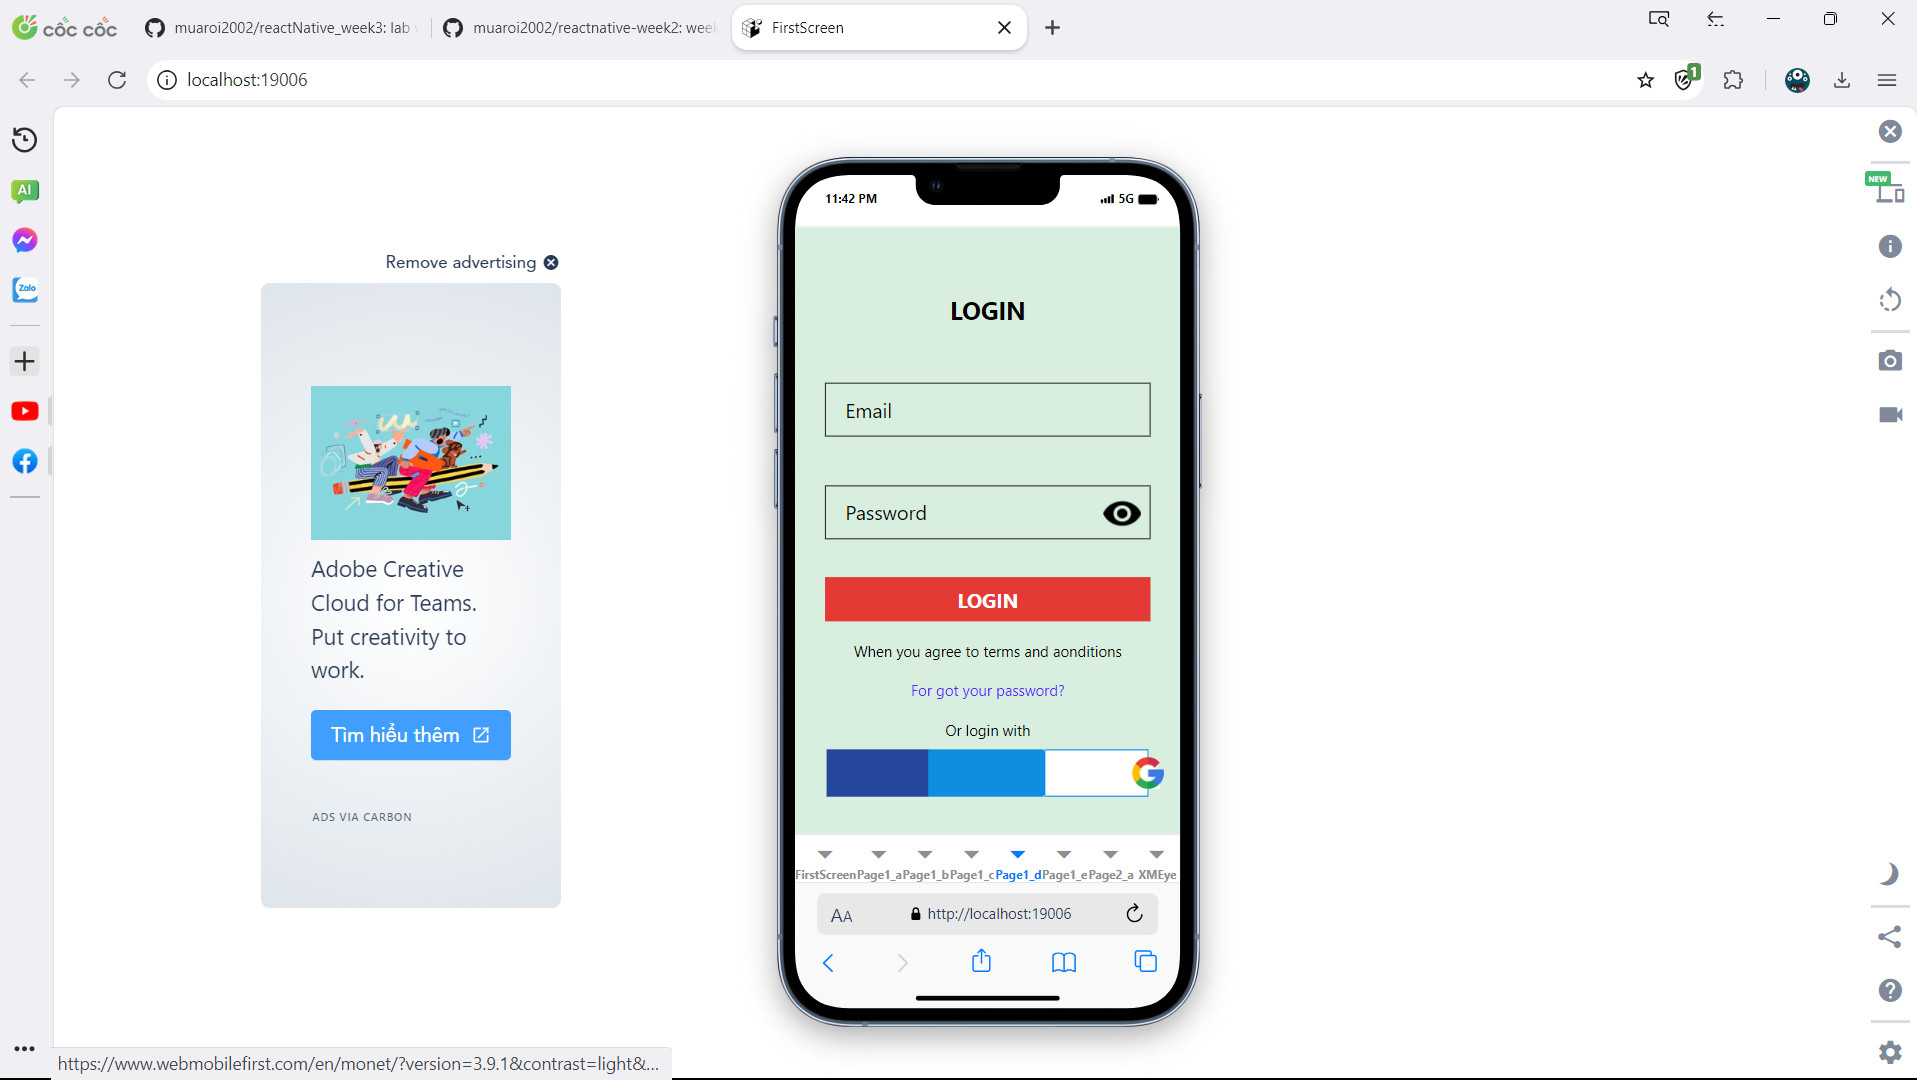 cốc cốc
muaroi2002/reactNative_week3: lab
muaroi2002/reactnative-week2: week
FirstScreen
localhost:19006
1
AI
Zalo
NEW
Remove advertising
Adobe Creative
Cloud for Teams.
Put creativity to
work.
Tìm hiểu thêm
ADS VIA CARBON
11:42 PM
5G
LOGIN
Email
Password
LOGIN
When you agree to terms and aonditions
For got your password?
Or login with
FirstScreen Page1_a Page1_b Page1_c Page1_d Page1_e Page2_a XMEye
AA http://localhost:19006
https://www.webmobilefirst.com/en/monet/?version=3.9.1&contrast=light&...